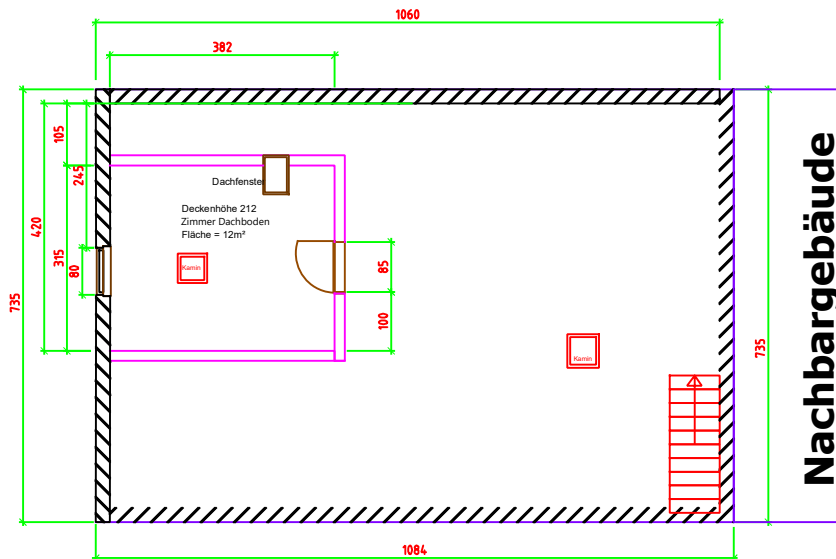 1060
382
105
245
420
315
80
735
Dachfenster
Deckenhöhe 212
Zimmer Dachboden
Fläche = 12m²
Kamin
85
100
Kamin
735
Nachbargebäude
1084